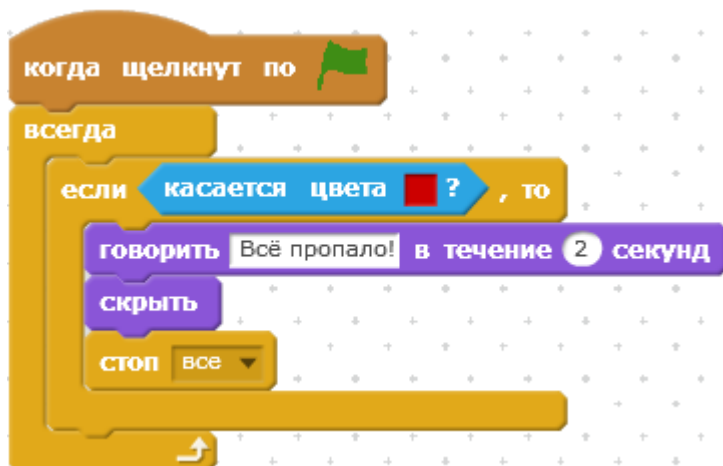 когда щелкнут по
всегда
если касается цвета ? , то
говорить Всё пропало! в течение 2 секунд
скрыть
стоп все